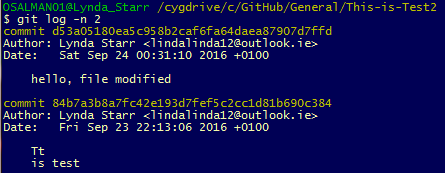 OSALMANO1@Lynda_Starr /cygdrive/c/GitHub/General/This-is-Test2
$ git log -n 2
commit d53a05180ea5c958b2caf6fa64daea87907d7ffd
Author: Lynda Starr <lindalinda12@outlook.ie>
Date:   Sat Sep 24 00:31:10 2016 +0100
hello, file modified
commit 84b7a3b8a7fc42e193d7fef5c2cc1d81b690c384
Author: Lynda Starr <lindalinda12@outlook.ie>
Date:   Fri Sep 23 22:13:06 2016 +0100
Tt
is test